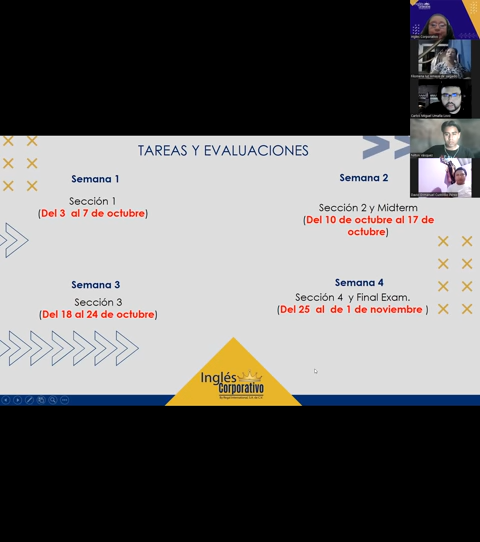 Inglés Corporativo
TAREAS Y EVALUACIONES
Semana 1
Sección 1
(Del 3 al 7 de octubre)
Semana 2
Sección 2 y Midterm
(Del 10 de octubre al 17 de
octubre)
Semana 3
Sección 3
(Del 18 al 24 de octubre)
Semana 4
Sección 4 y Final Exam.
(Del 25 al de 1 de noviembre )
Inglés
Corporativo